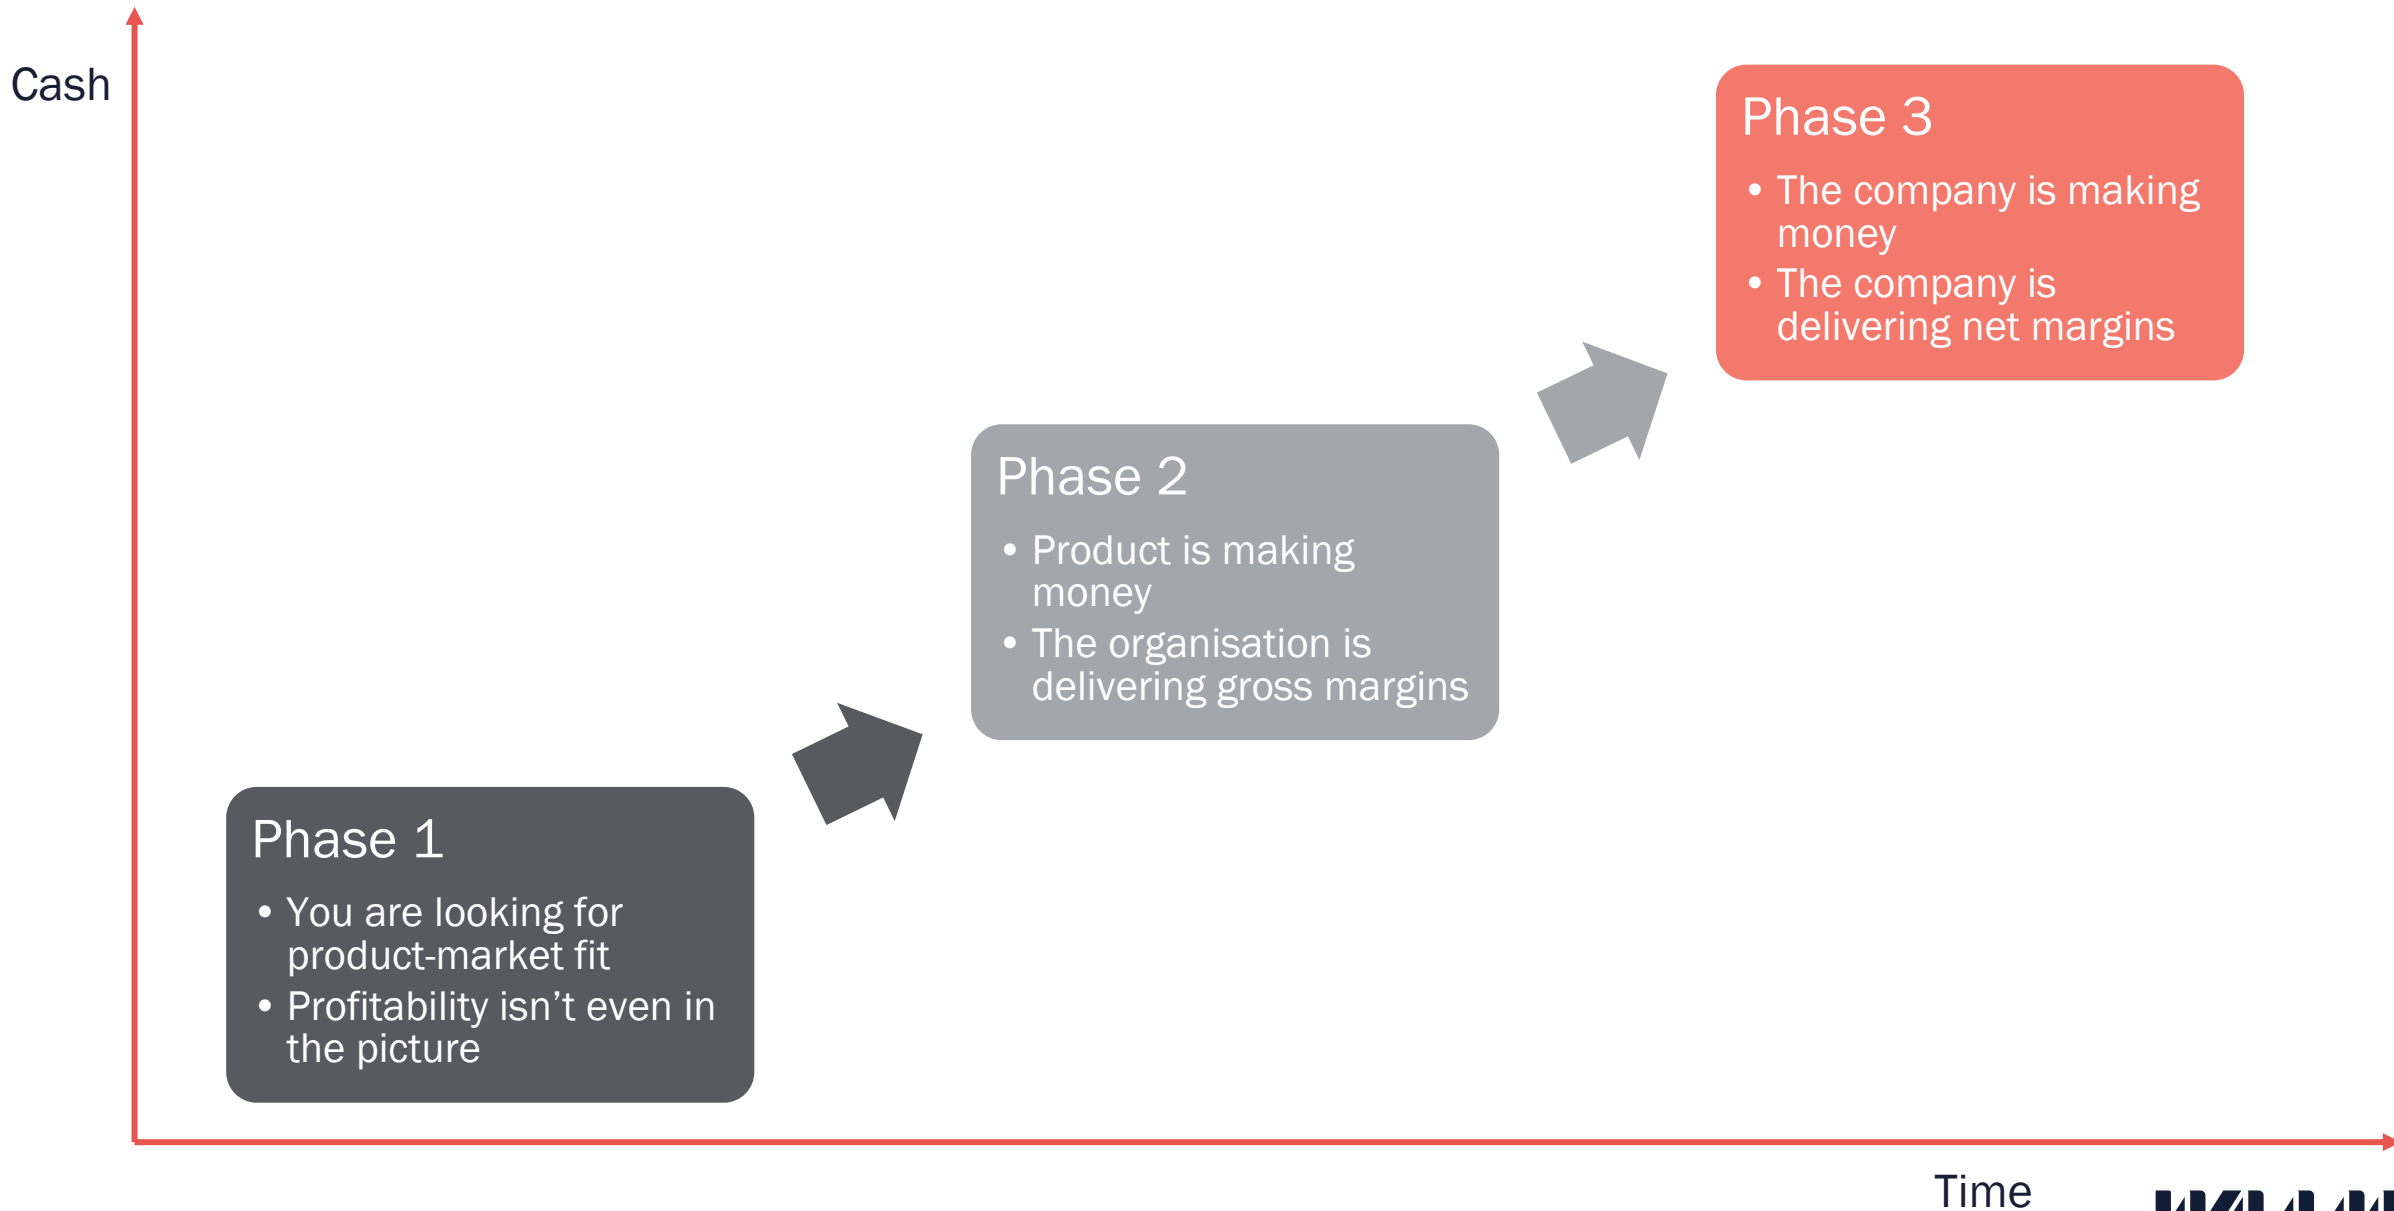 Cash
Phase 3
• The company is making
money
• The company is
delivering net margins
Phase 2
• Product is making
money
• The organisation is
delivering gross margins
Phase 1
• You are looking for
product-market fit
• Profitability isn’t even in
the picture
Time